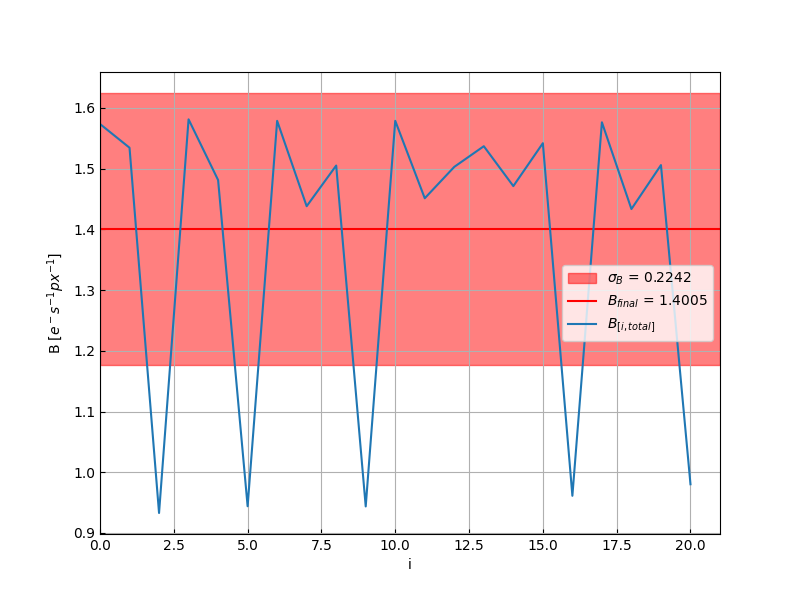 1.6
1.5
1.4
1.3
1.2
1.1
1.0
0.9
B [e⁻s⁻¹px⁻¹]
σ_B = 0.2242
B_final = 1.4005
B_[i,total]
0.0 2.5 5.0 7.5 10.0 12.5 15.0 17.5 20.0
i